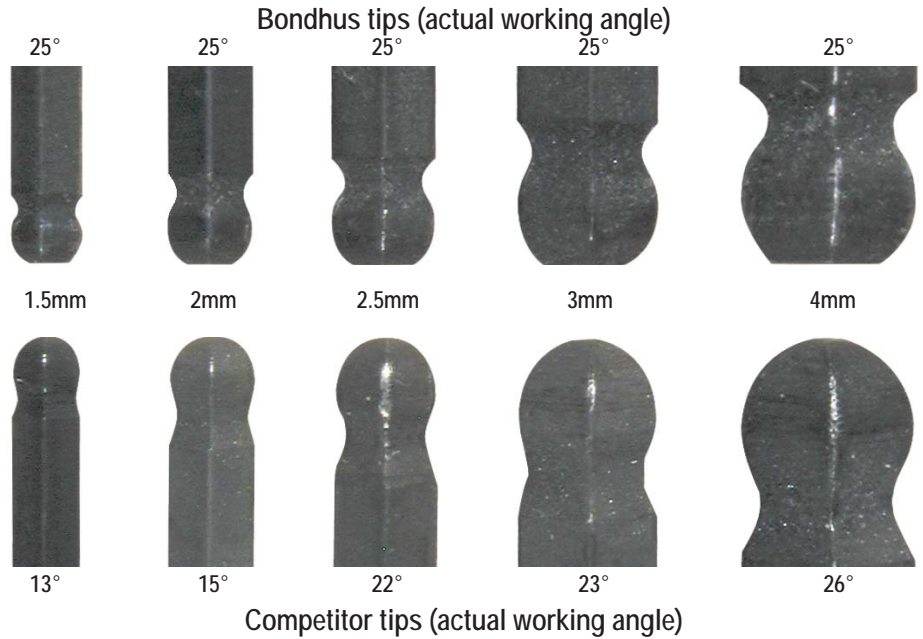 Bondhus tips (actual working angle)
25° 25° 25° 25° 25°
1.5mm 2mm 2.5mm 3mm 4mm
13° 15° 22° 23° 26°
Competitor tips (actual working angle)